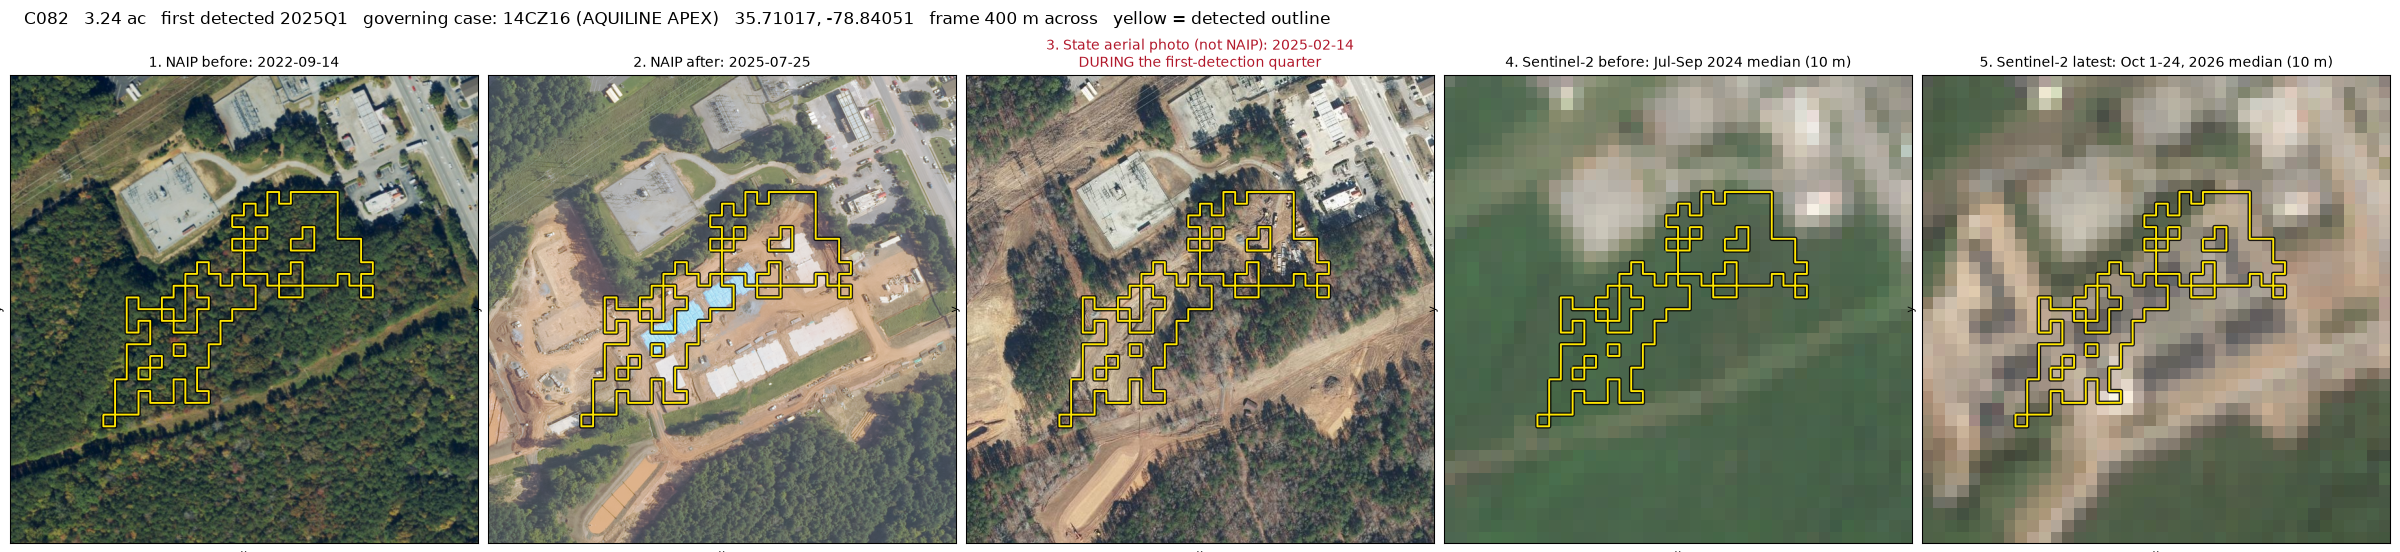 C082 3.24 ac first detected 2025Q1 governing case: 14CZ16 (AQUILINE APEX) 35.71017, -78.84051 frame 400 m across yellow = detected outline
1. NAIP before: 2022-09-14
2. NAIP after: 2025-07-25
3. State aerial photo (not NAIP): 2025-02-14
DURING the first-detection quarter
4. Sentinel-2 before: Jul-Sep 2024 median (10 m)
5. Sentinel-2 latest: Oct 1-24, 2026 median (10 m)